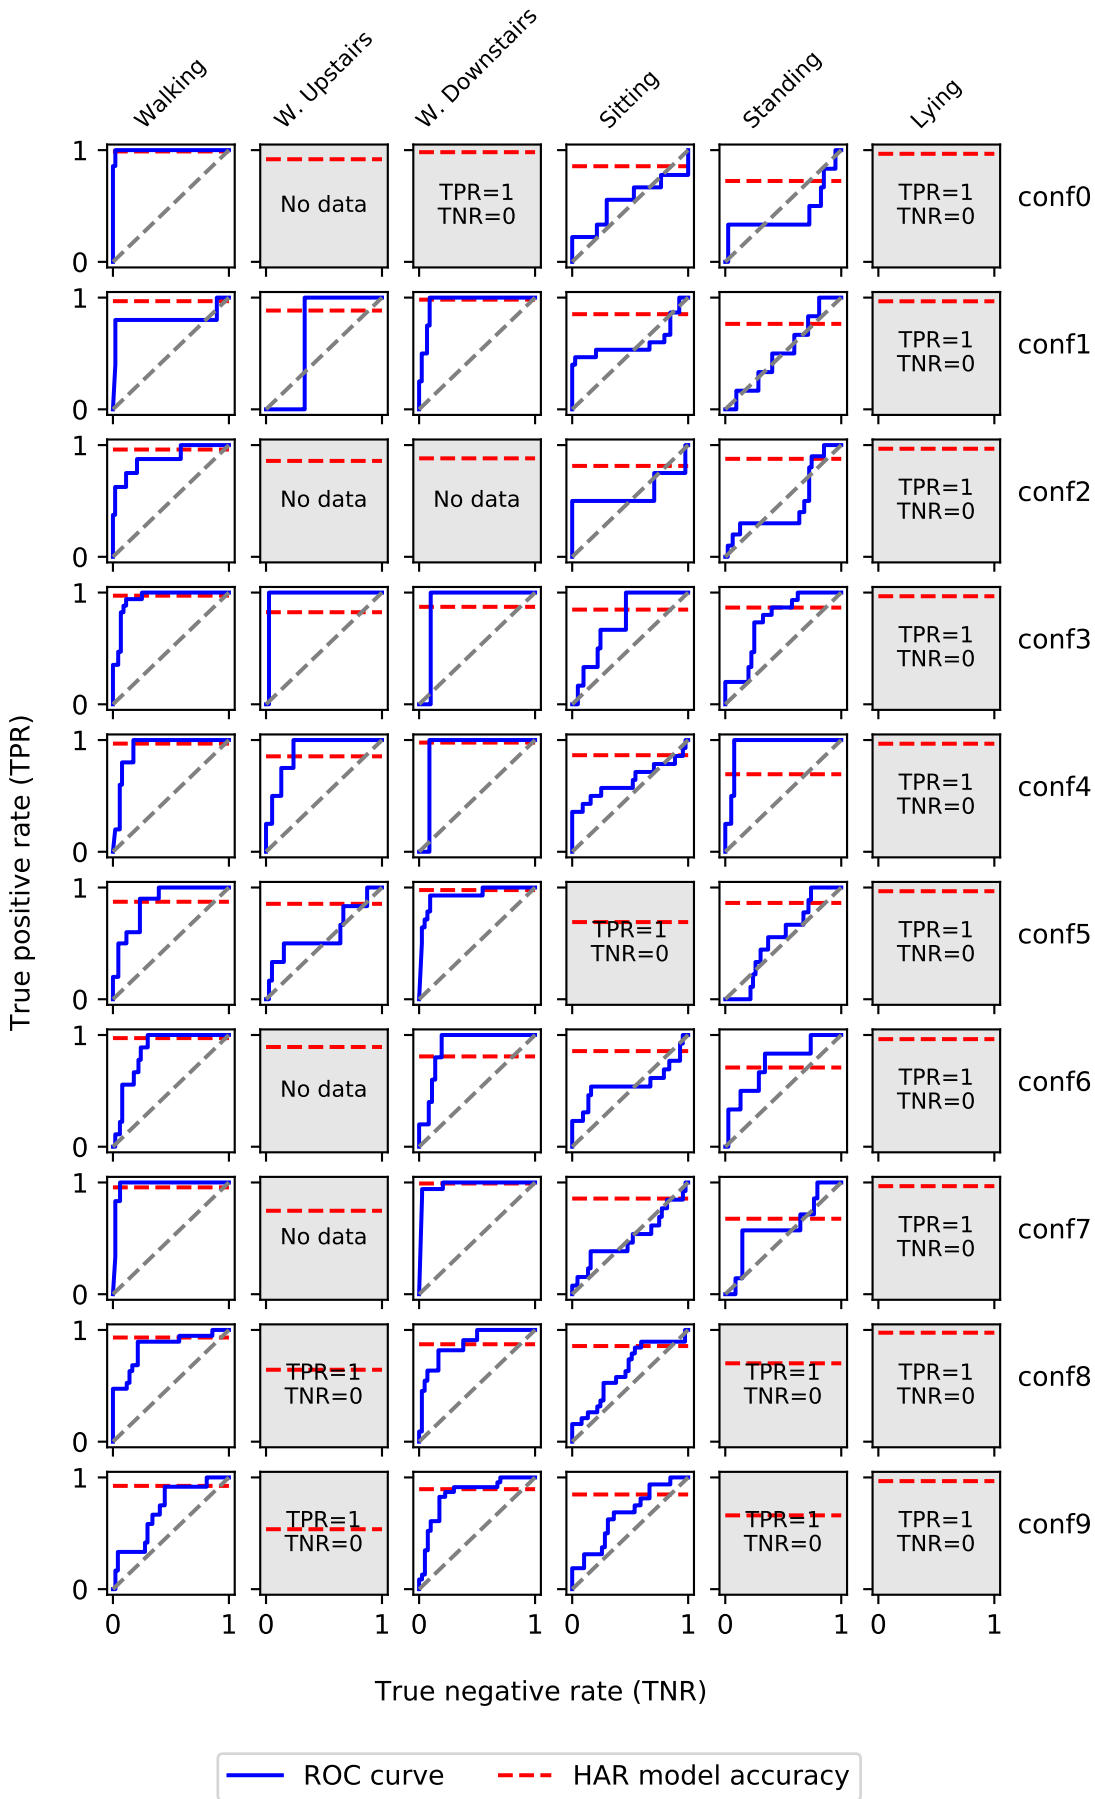 Walking
W. Upstairs
W. Downstairs
Sitting
Standing
Lying
1
No data
TPR=1
TNR=0
TPR=1
TNR=0
conf0
0
1
TPR=1
TNR=0
conf1
0
1
No data
No data
TPR=1
TNR=0
conf2
0
1
TPR=1
TNR=0
conf3
0
True positive rate (TPR)
1
TPR=1
TNR=0
conf4
0
1
TPR=1
TNR=0
TPR=1
TNR=0
conf5
0
1
No data
TPR=1
TNR=0
conf6
0
1
No data
TPR=1
TNR=0
conf7
0
1
TPR=1
TNR=0
TPR=1
TNR=0
TPR=1
TNR=0
conf8
0
1
TPR=1
TNR=0
TPR=1
TNR=0
TPR=1
TNR=0
conf9
0
0 1 0 1 0 1 0 1 0 1 0 1
True negative rate (TNR)
ROC curve HAR model accuracy